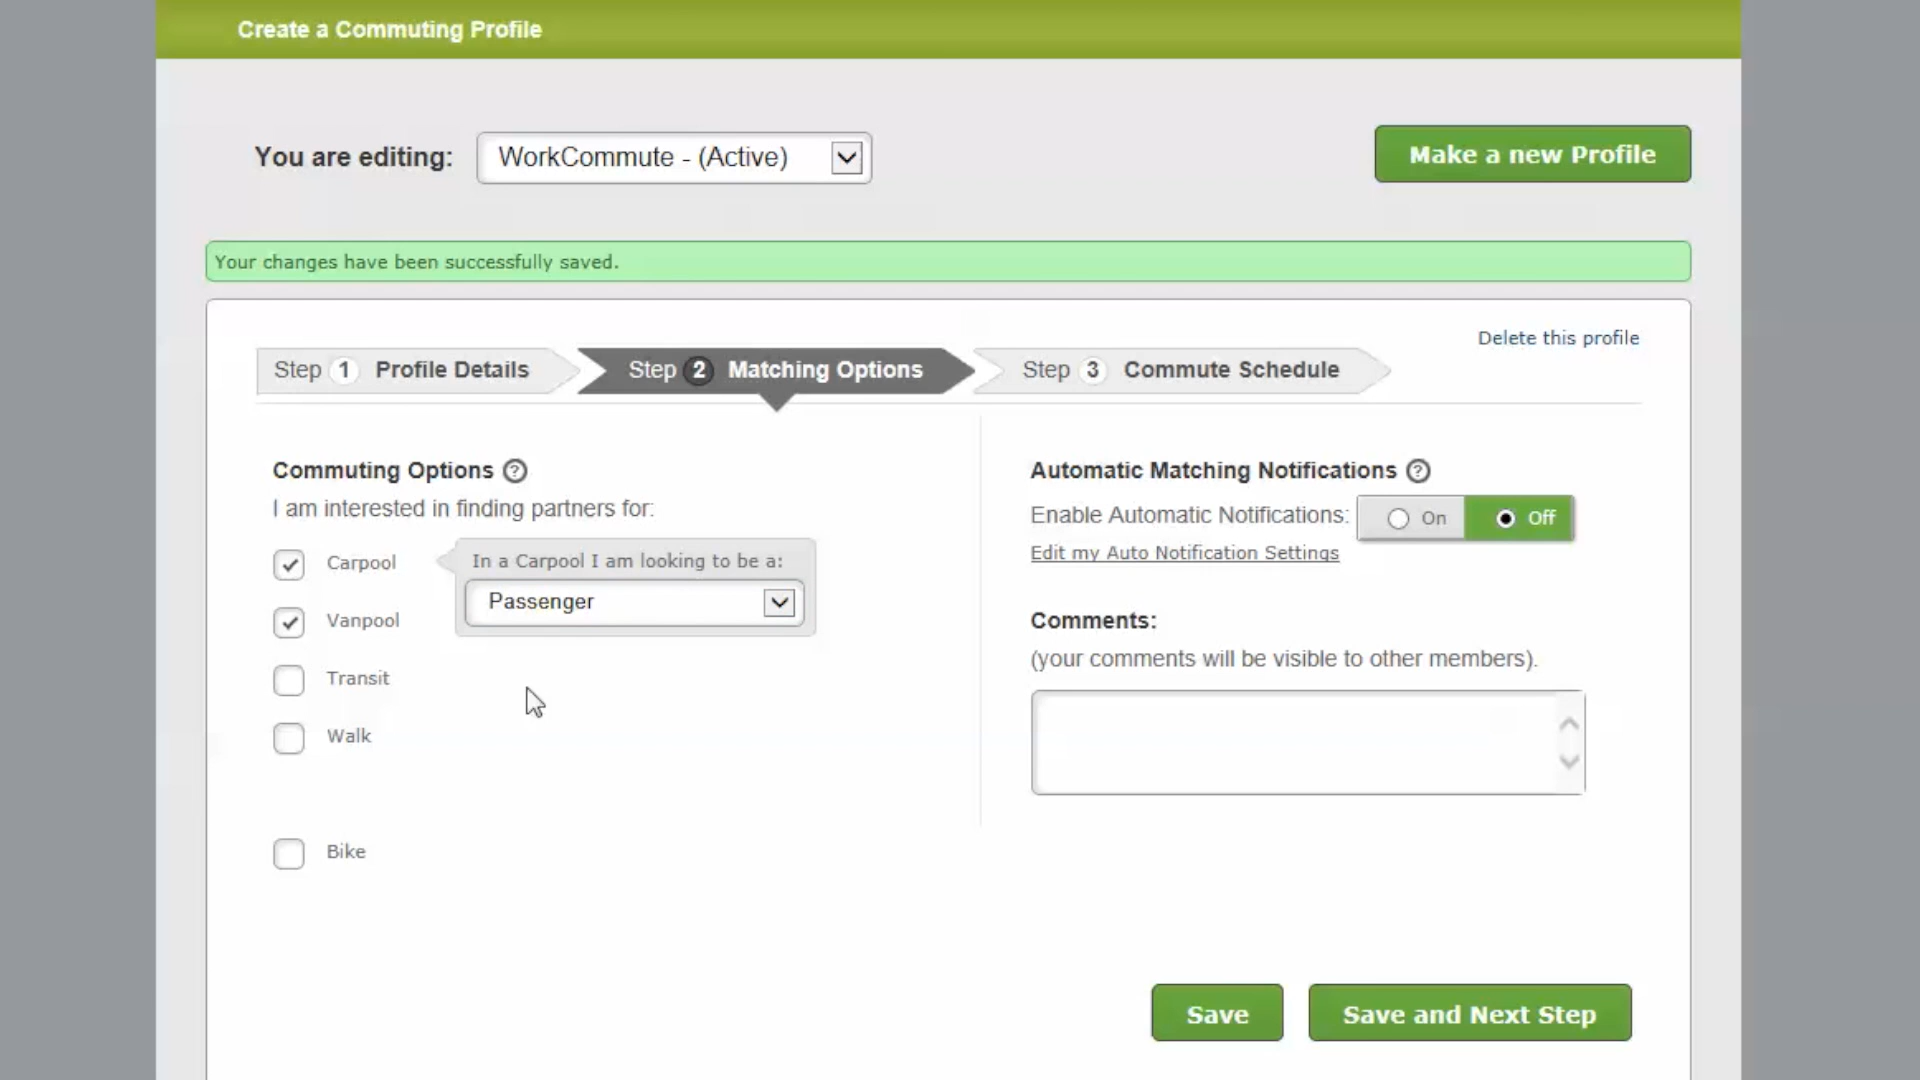 Create a Commuting Profile
You are editing: WorkCommute - (Active)
Make a new Profile
Your changes have been successfully saved.
Delete this profile
Step 1 Profile Details
Step 2 Matching Options
Step 3 Commute Schedule
Commuting Options ?
I am interested in finding partners for:
Carpool
In a Carpool I am looking to be a:
Passenger
Vanpool
Transit
Walk
Bike
Automatic Matching Notifications ?
Enable Automatic Notifications: On Off
Edit my Auto Notification Settings
Comments:
(your comments will be visible to other members).
Save
Save and Next Step